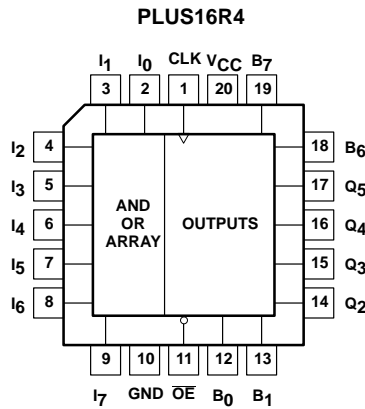 PLUS16R4
I1 I0 CLK VCC B7
3 2 1 20 19
I2 4 18 B6
I3 5 17 Q5
I4 6 16 Q4
I5 7 15 Q3
I6 8 14 Q2
AND
OR
ARRAY
OUTPUTS
9 10 11 12 13
I7 GND O̅E̅ B0 B1